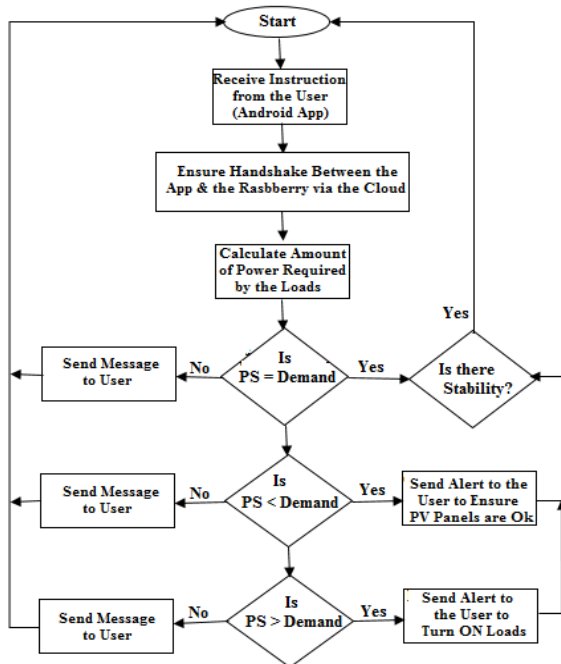 Start
Receive Instruction
from the User
(Android App)
Ensure Handshake Between the
App & the Rasbberry via the Cloud
Calculate Amount
of Power Required
by the Loads
Yes
Send Message
to User
No
Is
PS = Demand
Yes
Is there
Stability?
Send Message
to User
No
Is
PS < Demand
Yes
Send Alert to the
User to Ensure
PV Panels are Ok
Send Message
to User
No
Is
PS > Demand
Yes
Send Alert to
the User to
Turn ON Loads